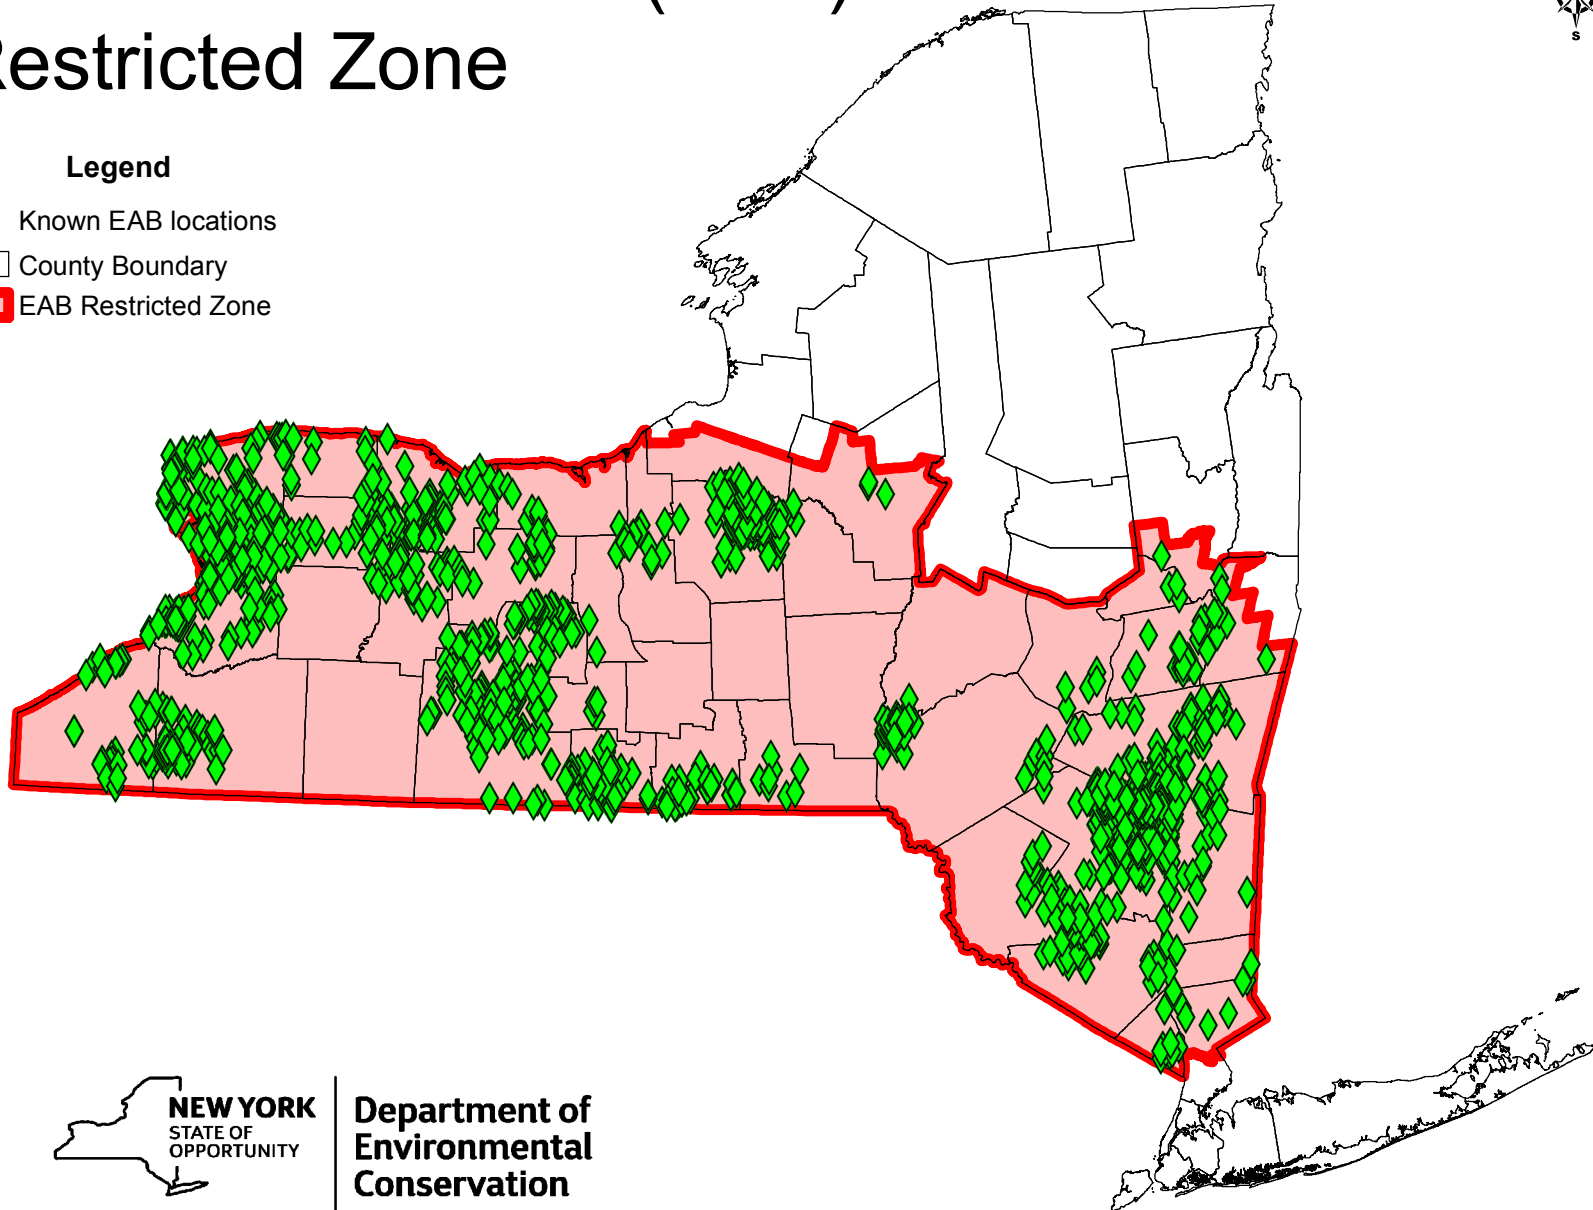 Restricted Zone
S
Legend
Known EAB locations
County Boundary
EAB Restricted Zone
NEW YORK
STATE OF
OPPORTUNITY
Department of
Environmental
Conservation